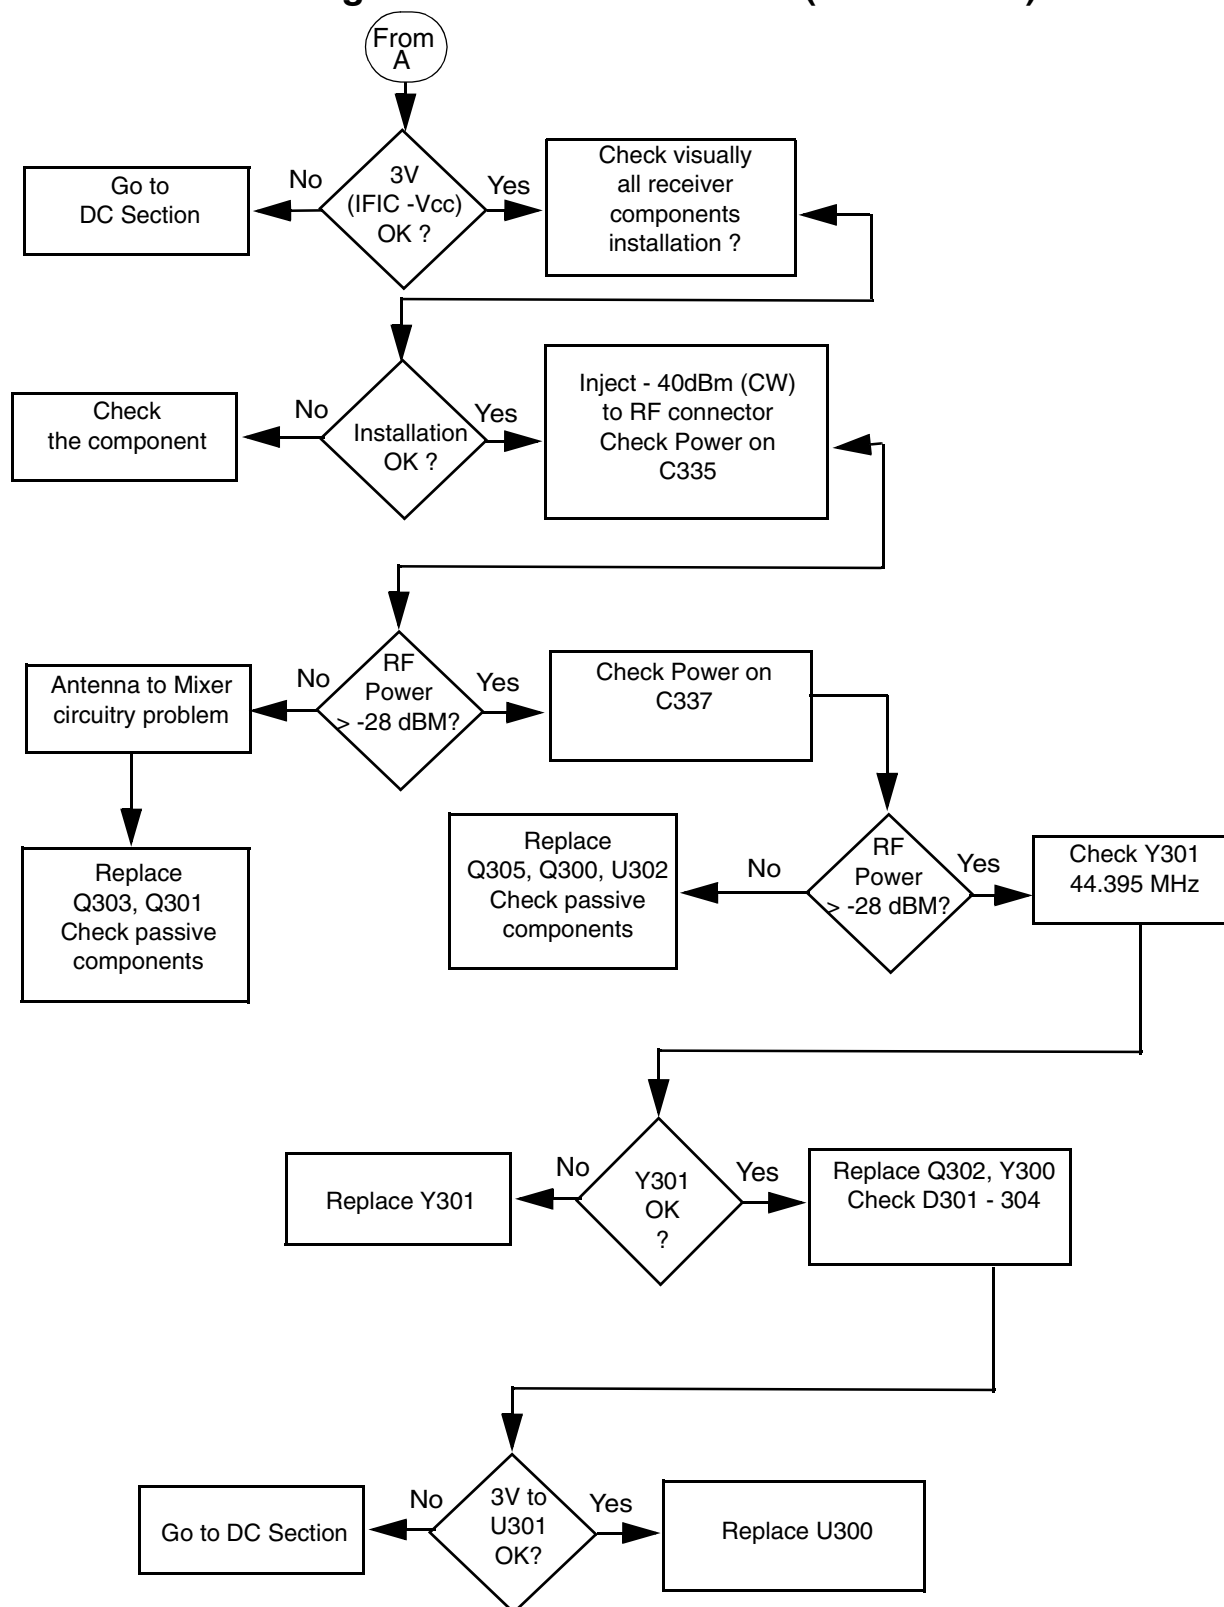 From
A
3V
(IFIC -Vcc)
OK ?
No
Yes
Go to
DC Section
Check visually
all receiver
components
installation ?
Installation
OK ?
No
Yes
Check
the component
Inject - 40dBm (CW)
to RF connector
Check Power on
C335
RF
Power
> -28 dBM?
No
Yes
Antenna to Mixer
circuitry problem
Replace
Q303, Q301
Check passive
components
Check Power on
C337
RF
Power
> -28 dBM?
No
Yes
Replace
Q305, Q300, U302
Check passive
components
Check Y301
44.395 MHz
Y301
OK
?
No
Yes
Replace Y301
Replace Q302, Y300
Check D301 - 304
3V to
U301
OK?
No
Yes
Go to DC Section
Replace U300